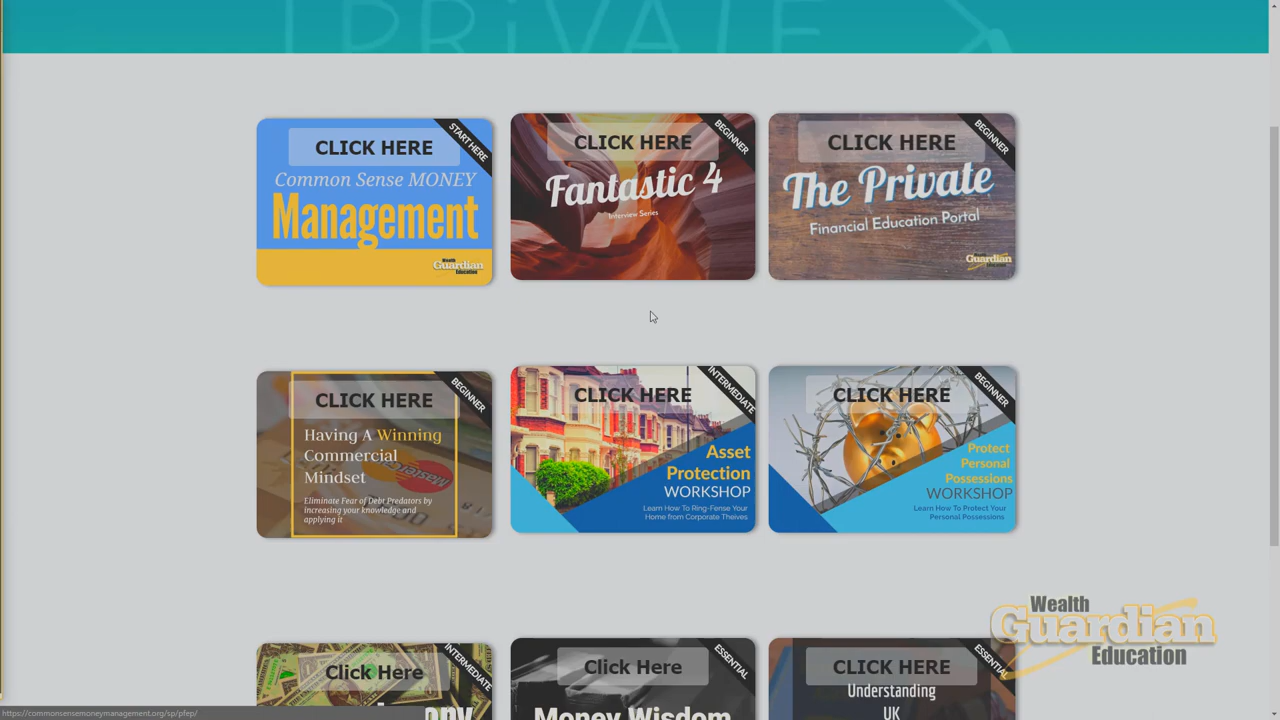 PRIVATE
CLICK HERE
START HERE
Common Sense MONEY
Management
Wealth
Guardian
Education
CLICK HERE
BEGINNER
Fantastic 4
Interview Series
CLICK HERE
BEGINNER
The Private
Financial Education Portal
Wealth
Guardian
Education
CLICK HERE
BEGINNER
Having A Winning
Commercial
Mindset
Eliminate Fear of Debt Predators by
increasing your knowledge and
applying it
MasterCard
CLICK HERE
INTERMEDIATE
Asset
Protection
WORKSHOP
Learn How To Ring-Fense Your
Home from Corporate Theives
CLICK HERE
BEGINNER
Protect
Personal
Possessions
WORKSHOP
Learn How To Protect Your
Personal Possessions
Click Here
INTERMEDIATE
Click Here
ESSENTIAL
Money Wisdom
CLICK HERE
ESSENTIAL
Understanding
UK
Wealth
Guardian
Education
https://commonsensemoneymanagement.org/sp/pfep/